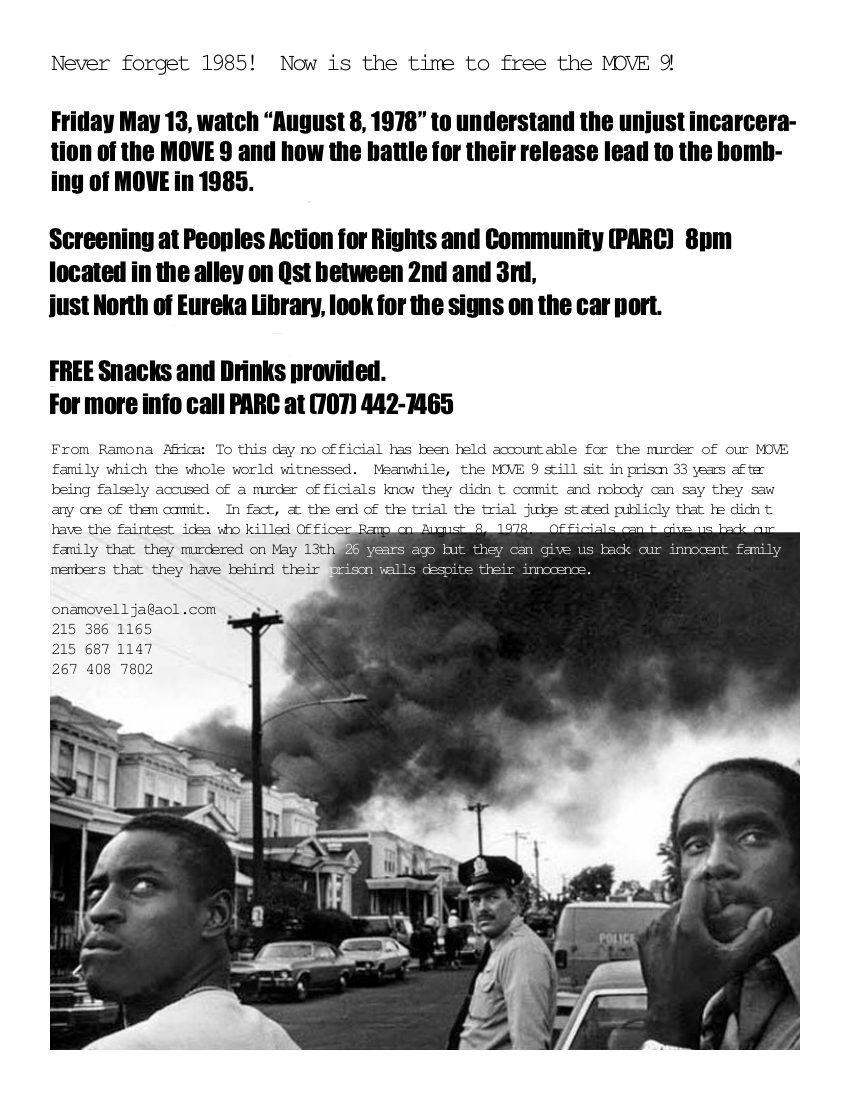 Never forget 1985!  Now is the time to free the MOVE 9!
Friday May 13, watch “August 8, 1978” to understand the unjust incarcera-
tion of the MOVE 9 and how the battle for their release lead to the bomb-
ing of MOVE in 1985.
Screening at Peoples Action for Rights and Community (PARC)  8pm
located in the alley on Qst between 2nd and 3rd,
just North of Eureka Library, look for the signs on the car port.
FREE Snacks and Drinks provided.
For more info call PARC at (707) 442-7465
From Ramona Africa: To this day no official has been held accountable for the murder of our MOVE
family which the whole world witnessed.  Meanwhile, the MOVE 9 still sit in prison 33 years after
being falsely accused of a murder officials know they didn t commit and nobody can say they saw
any one of them commit.  In fact, at the end of the trial the trial judge stated publicly that he didn t
have the faintest idea who killed Officer Ramp on August 8, 1978.  Officials can t give us back our
family that they murdered on May 13th 26 years ago but they can give us back our innocent family
members that they have behind their prison walls despite their innocence.
onamovellja@aol.com
215 386 1165
215 687 1147
267 408 7802
POLICE